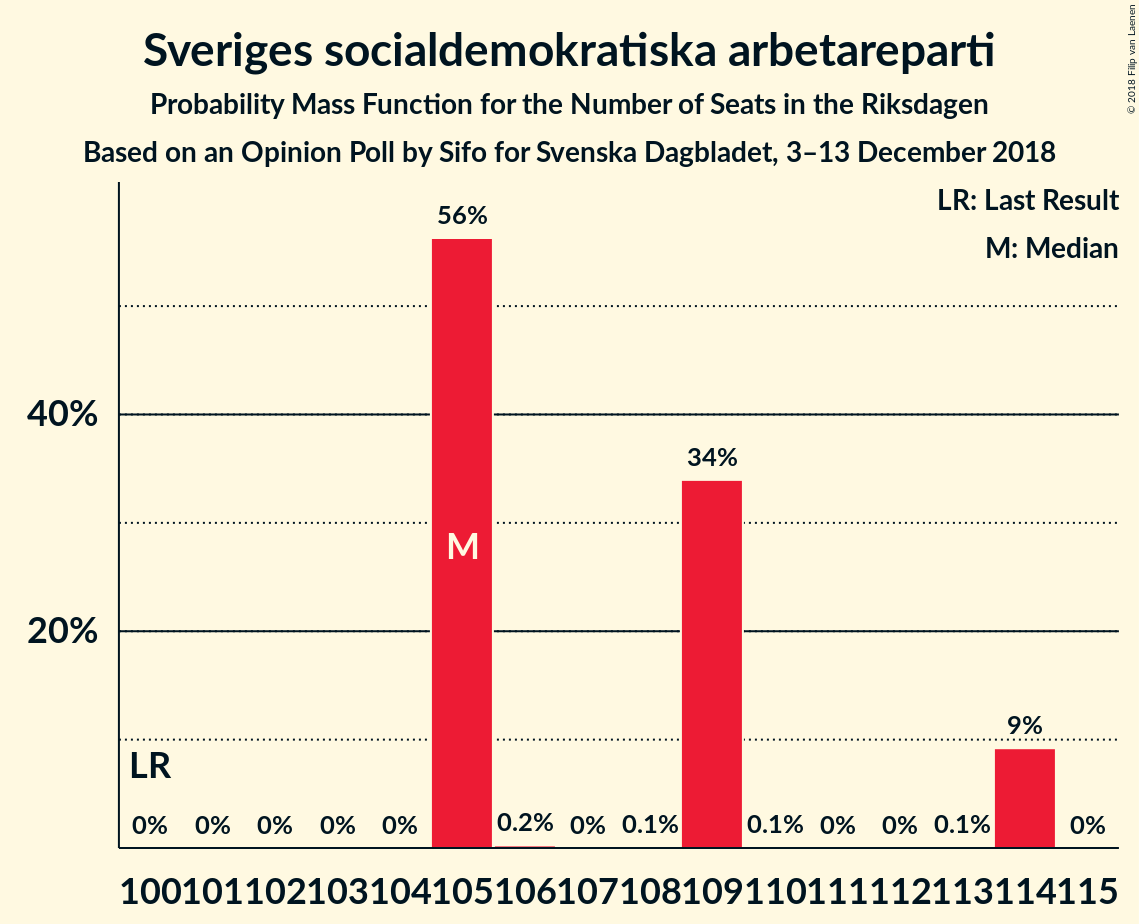 Sveriges socialdemokratiska arbetareparti
Probability Mass Function for the Number of Seats in the Riksdagen
Based on an Opinion Poll by Sifo for Svenska Dagbladet, 3–13 December 2018
© 2018 Filip van Laenen
LR: Last Result
M: Median
56%
40%
34%
M
20%
9%
LR
0% 0% 0% 0% 0% 0.2% 0% 0.1% 0.1% 0% 0% 0.1% 0%
100 101 102 103 104 105 106 107 108 109 110 111 112 113 114 115